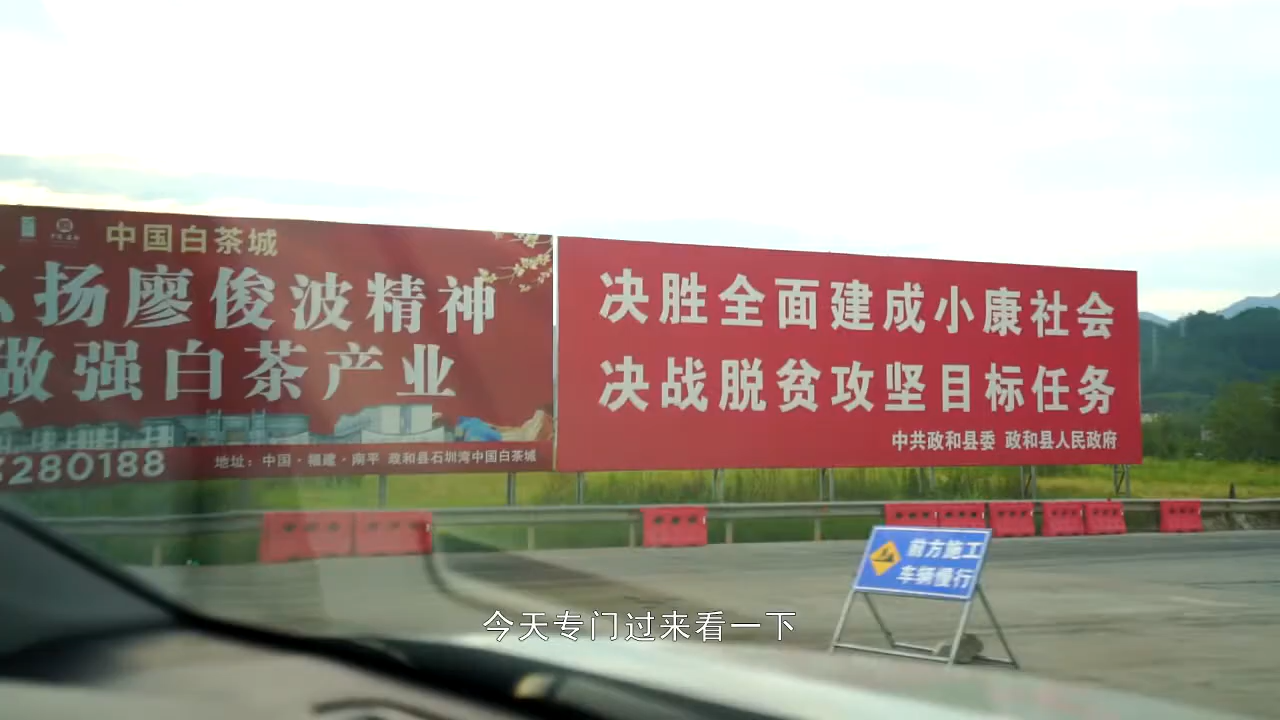 中国白茶城
扬廖俊波精神
做强白茶产业
280188
地址：中国·福建·南平 政和县石圳湾中国白茶城
决胜全面建成小康社会
决战脱贫攻坚目标任务
中共政和县委 政和县人民政府
前方施工
车辆慢行
今天专门过来看一下